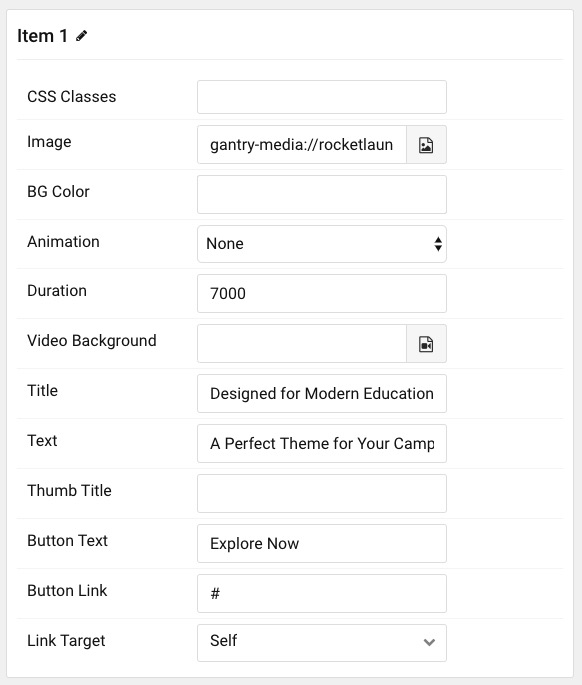 Item 1
CSS Classes
Image gantry-media://rocketlaun
BG Color
Animation None
Duration 7000
Video Background
Title Designed for Modern Education
Text A Perfect Theme for Your Camp
Thumb Title
Button Text Explore Now
Button Link #
Link Target Self